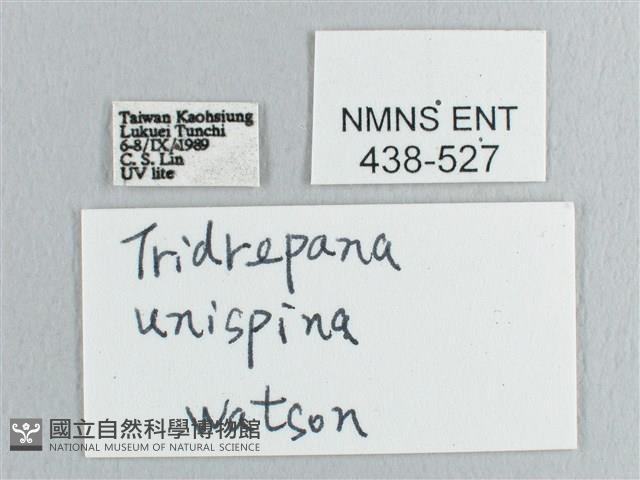 Taiwan Kaohsiung
Lukuei Tunchi
6-8/IX/1989
C. S. Lin
UV lite
NMNS ENT
438-527
Tridrepana
unispina
watson
國立自然科學博物館
NATIONAL MUSEUM OF NATURAL SCIENCE